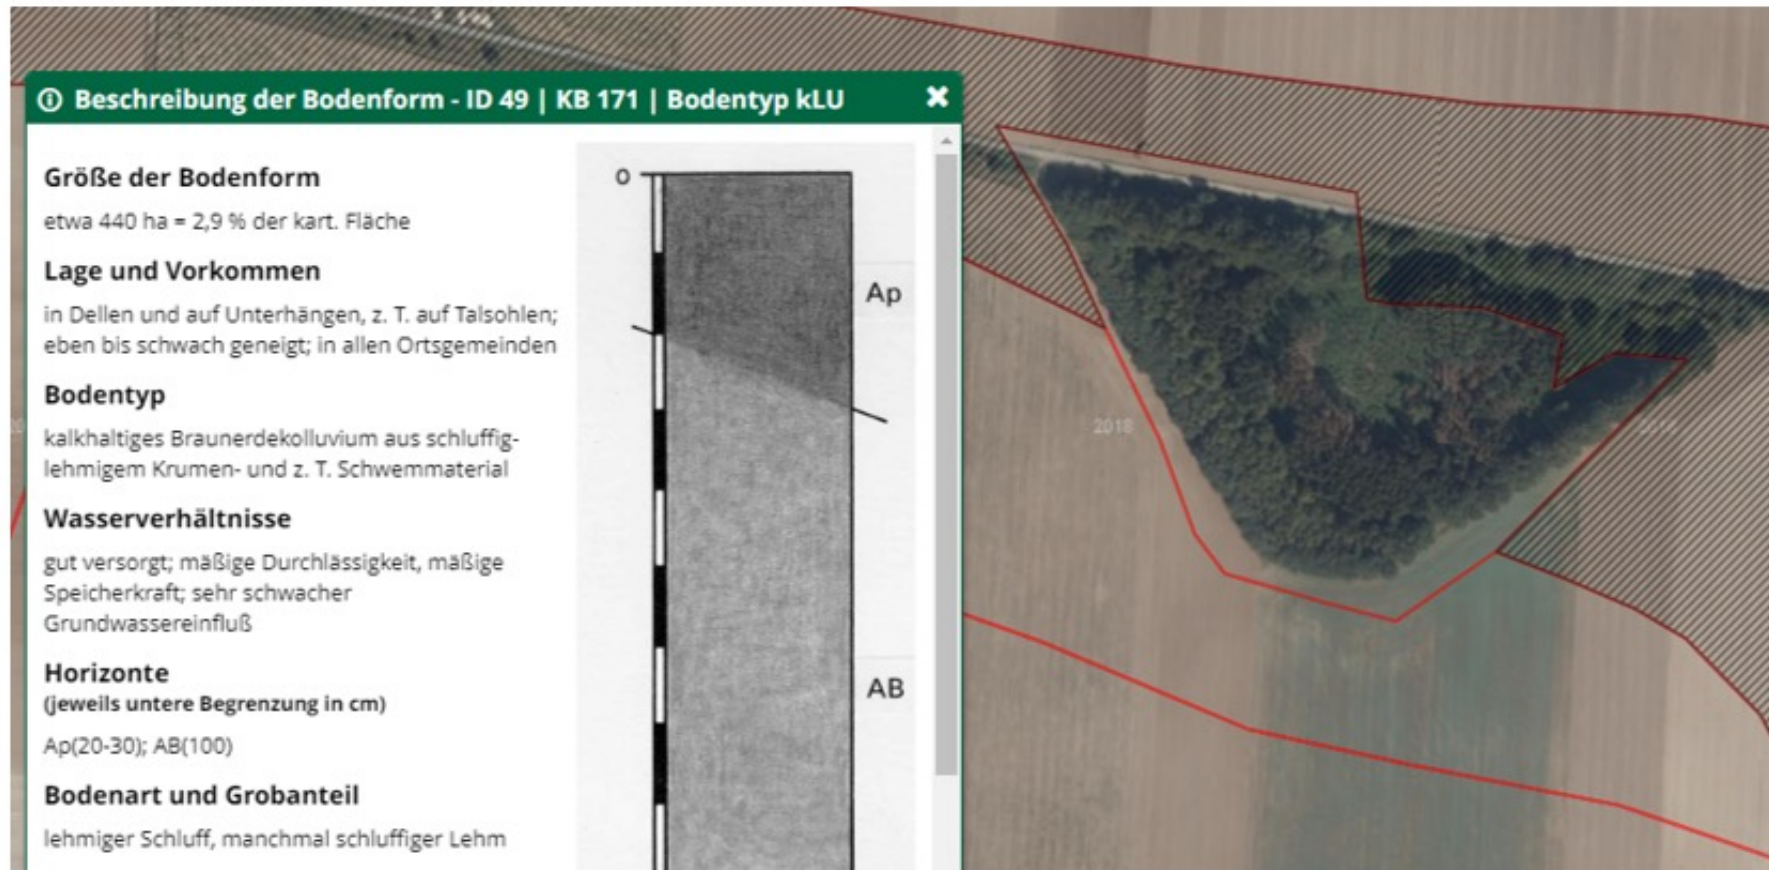 Beschreibung der Bodenform - ID 49 | KB 171 | Bodentyp kLU
Größe der Bodenform
etwa 440 ha = 2,9 % der kart. Fläche
Lage und Vorkommen
in Dellen und auf Unterhängen, z. T. auf Talsohlen;
eben bis schwach geneigt; in allen Ortsgemeinden
Bodentyp
kalkhaltiges Braunerdekolluvium aus schluffig-
lehmigem Krumen- und z. T. Schwemmaterial
Wasserverhältnisse
gut versorgt; mäßige Durchlässigkeit, mäßige
Speicherkraft; sehr schwacher
Grundwassereinfluß
Horizonte
(jeweils untere Begrenzung in cm)
Ap(20-30); AB(100)
Bodenart und Grobanteil
lehmiger Schluff, manchmal schluffiger Lehm
0
Ap
AB
2018